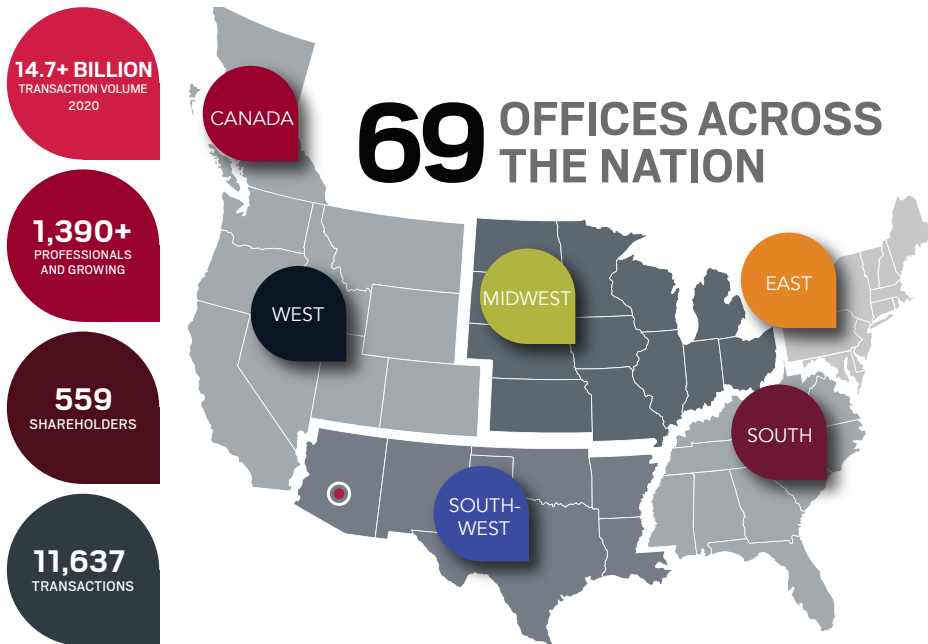 14.7+ BILLION
TRANSACTION VOLUME
2020
1,390+
PROFESSIONALS
AND GROWING
559
SHAREHOLDERS
11,637
TRANSACTIONS
69 OFFICES ACROSS
THE NATION
CANADA
WEST
MIDWEST
EAST
SOUTH
SOUTH-
WEST